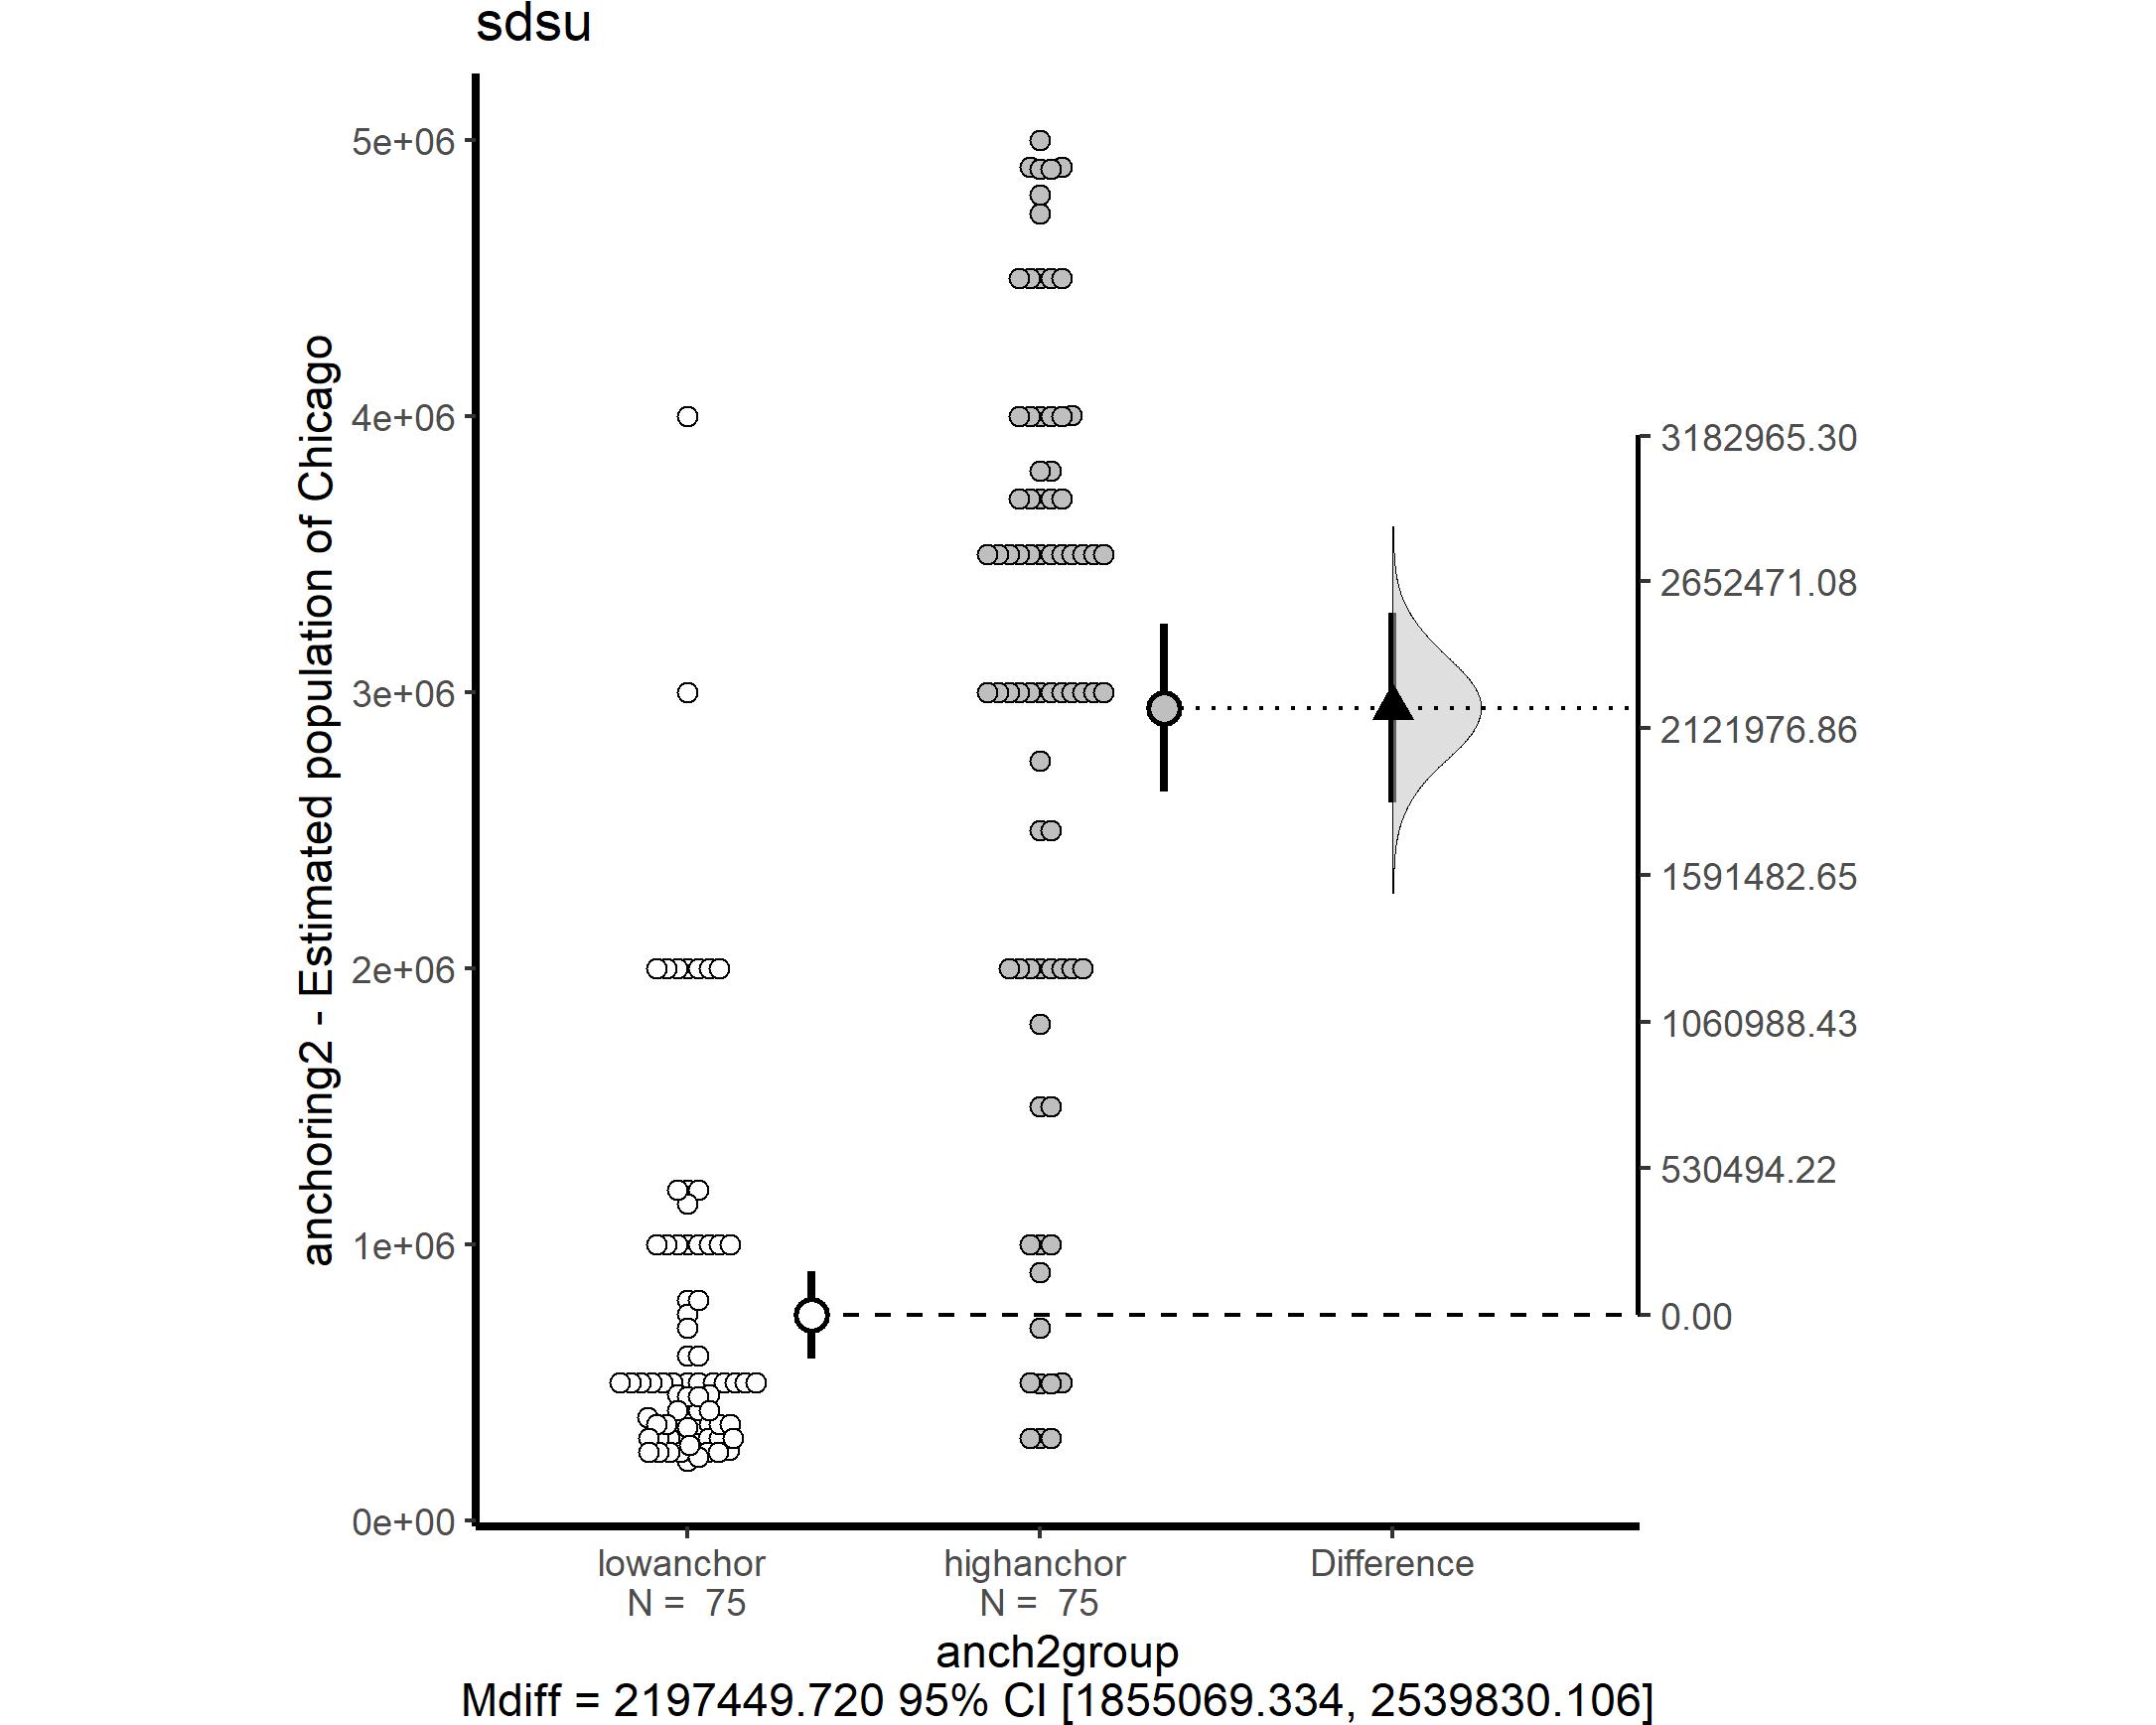 sdsu
anchoring2 - Estimated population of Chicago
5e+06
4e+06
3e+06
2e+06
1e+06
0e+00
3182965.30
2652471.08
2121976.86
1591482.65
1060988.43
530494.22
0.00
lowanchor
N = 75
highanchor
N = 75
Difference
anch2group
Mdiff = 2197449.720 95% CI [1855069.334, 2539830.106]